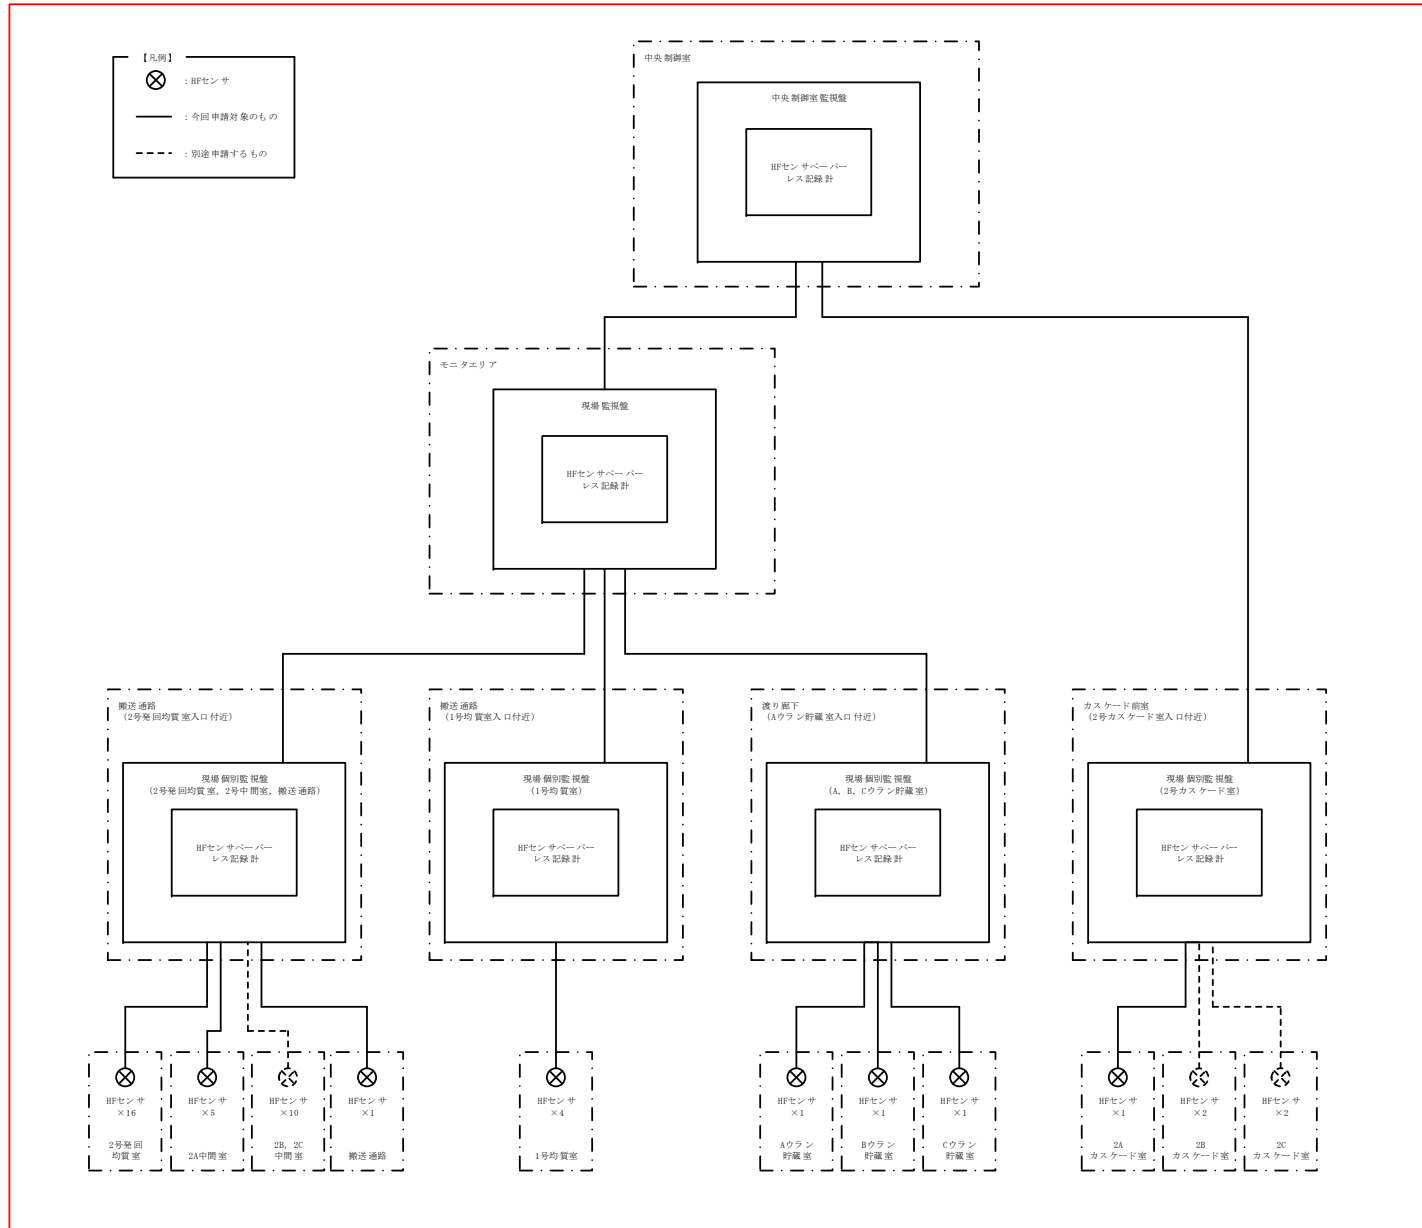 【凡例】
：HFセンサ
：今回申請対象のもの
：別途申請するもの
中央制御室
中央制御室監視盤
HFセンサペーパー
レス記録計
モニタエリア
現場監視盤
HFセンサペーパー
レス記録計
搬送通路
（2号発回均質室入口付近）
現場個別監視盤
（2号発回均質室，2号中間室，搬送通路）
HFセンサペーパー
レス記録計
搬送通路
（1号均質室入口付近）
現場個別監視盤
（1号均質室）
HFセンサペーパー
レス記録計
渡り廊下
（Aウラン貯蔵室入口付近）
現場個別監視盤
（A，B，Cウラン貯蔵室）
HFセンサペーパー
レス記録計
カスケード前室
（2号カスケード室入口付近）
現場個別監視盤
（2号カスケード室）
HFセンサペーパー
レス記録計
HFセンサ
×16
2号発回
均質室
HFセンサ
×5
2A中間室
HFセンサ
×10
2B，2C
中間室
HFセンサ
×1
搬送通路
HFセンサ
×4
1号均質室
HFセンサ
×1
Aウラン
貯蔵室
HFセンサ
×1
Bウラン
貯蔵室
HFセンサ
×1
Cウラン
貯蔵室
HFセンサ
×1
2A
カスケード室
HFセンサ
×2
2B
カスケード室
HFセンサ
×2
2C
カスケード室